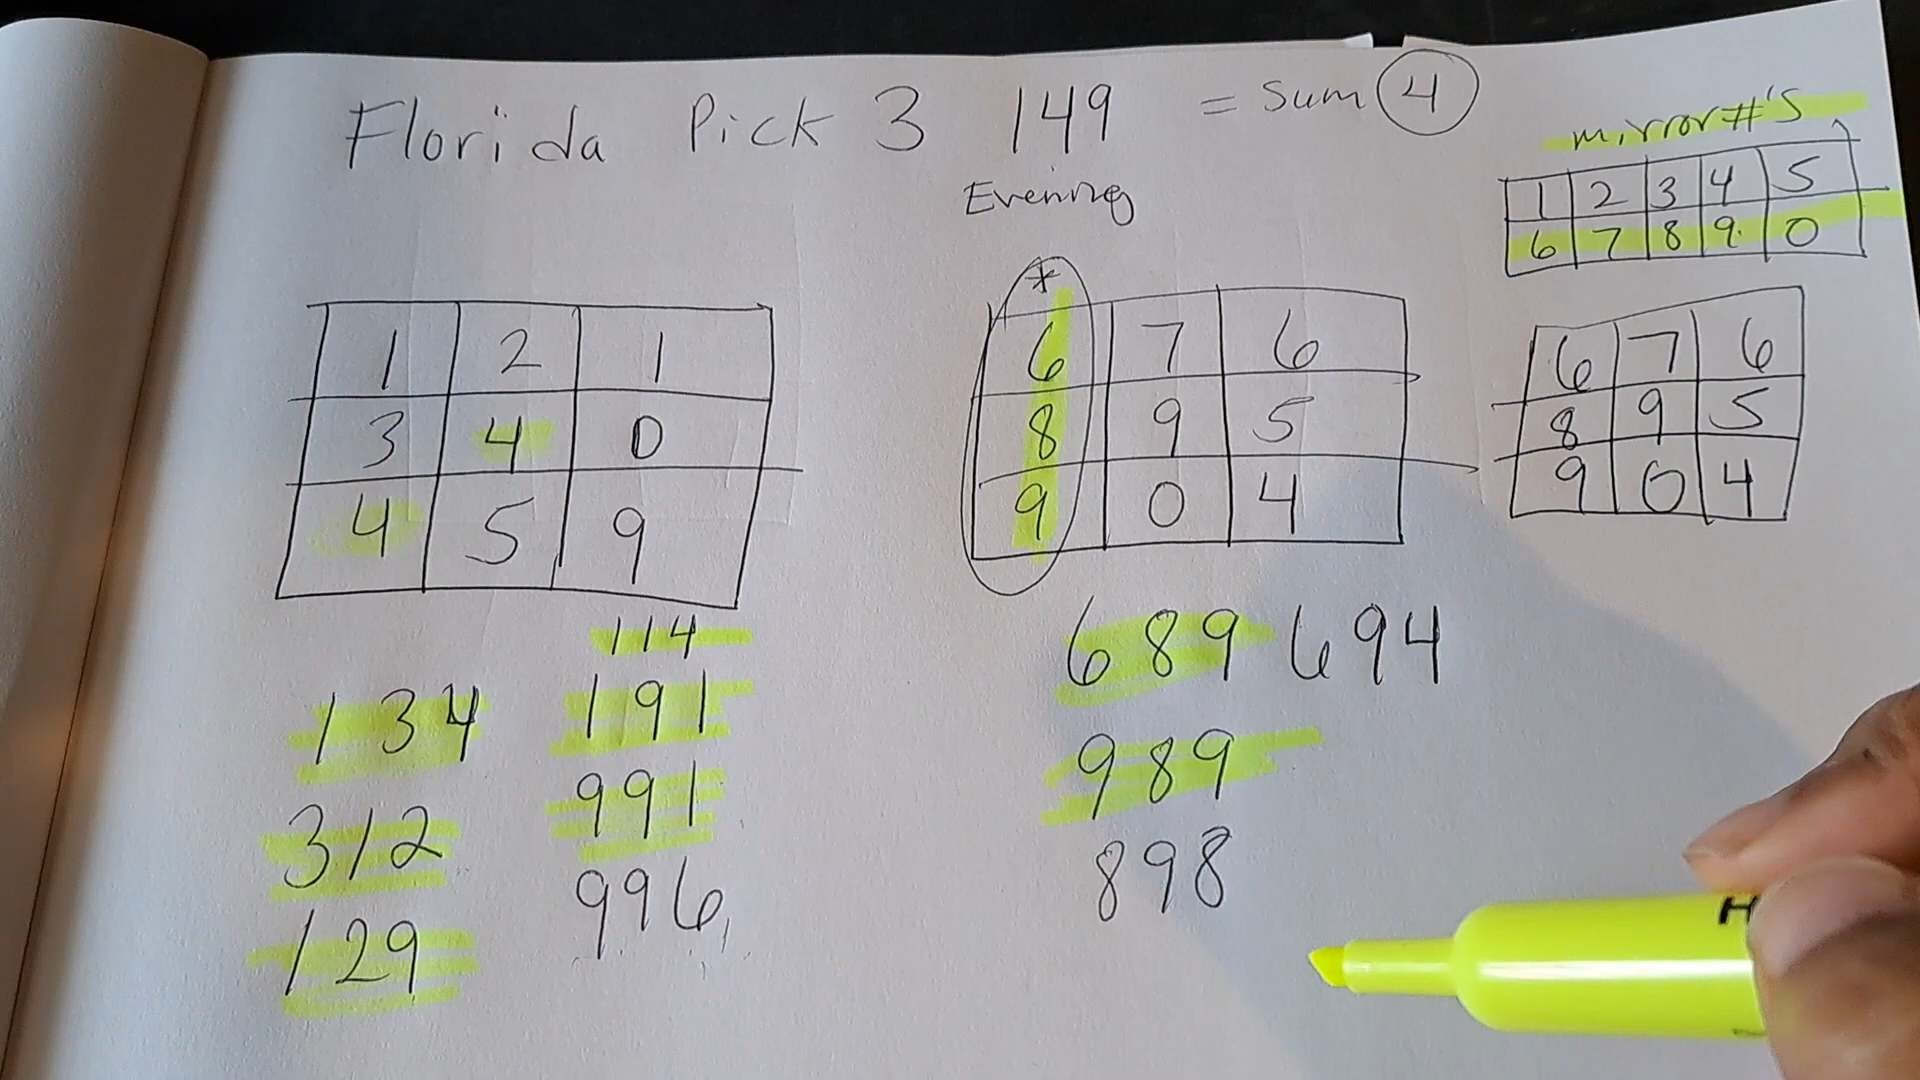 Florida Pick 3 149 = Sum 4
Evening
mirror #'s
1 2 3 4 5
6 7 8 9 0
1 2 1
3 4 0
4 5 9
*
6 7 6
8 9 5
9 0 4
6 7 6
8 9 5
9 0 4
134
312
129
114
191
991
996
689 694
989
898
H